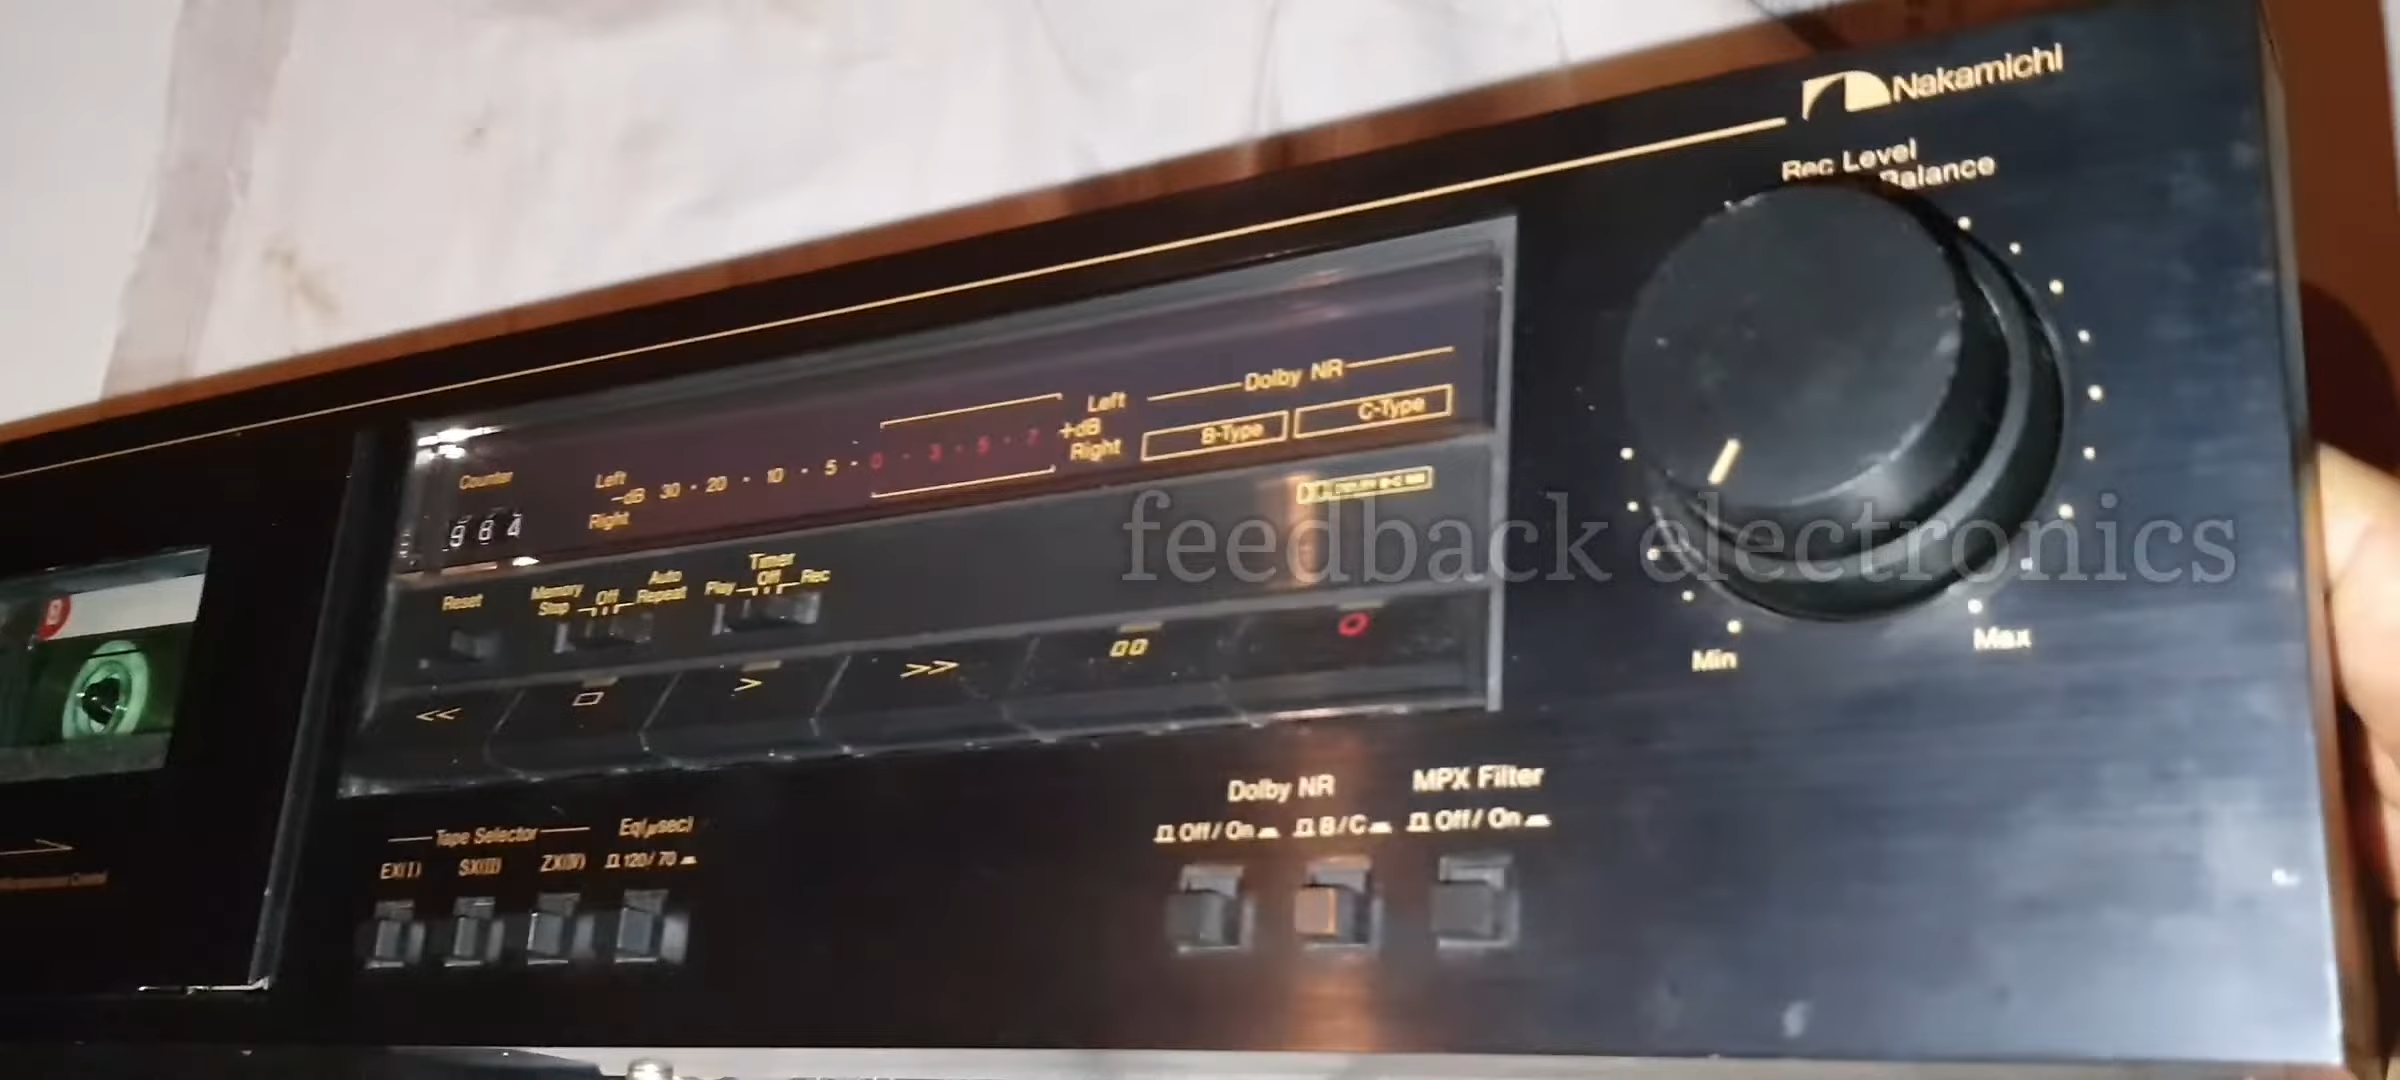 Nakamichi
Rec Level
Balance
Min
Max
Counter
984
Left
-dB 30 · 20 · 10 · 5 · 0 · 3 · 5 · 7 +dB
Right
Left
Right
Dolby NR
B-Type
C-Type
feedback electronics
Reset
Memory
Stop
Off
Auto
Repeat
Timer
Play
Off
Rec
<<
>
>>
Tape Selector
EX(I)
SX(II)
ZX(IV)
Eq(μsec)
120/70
Dolby NR
Off/On
B/C
MPX Filter
Off/On